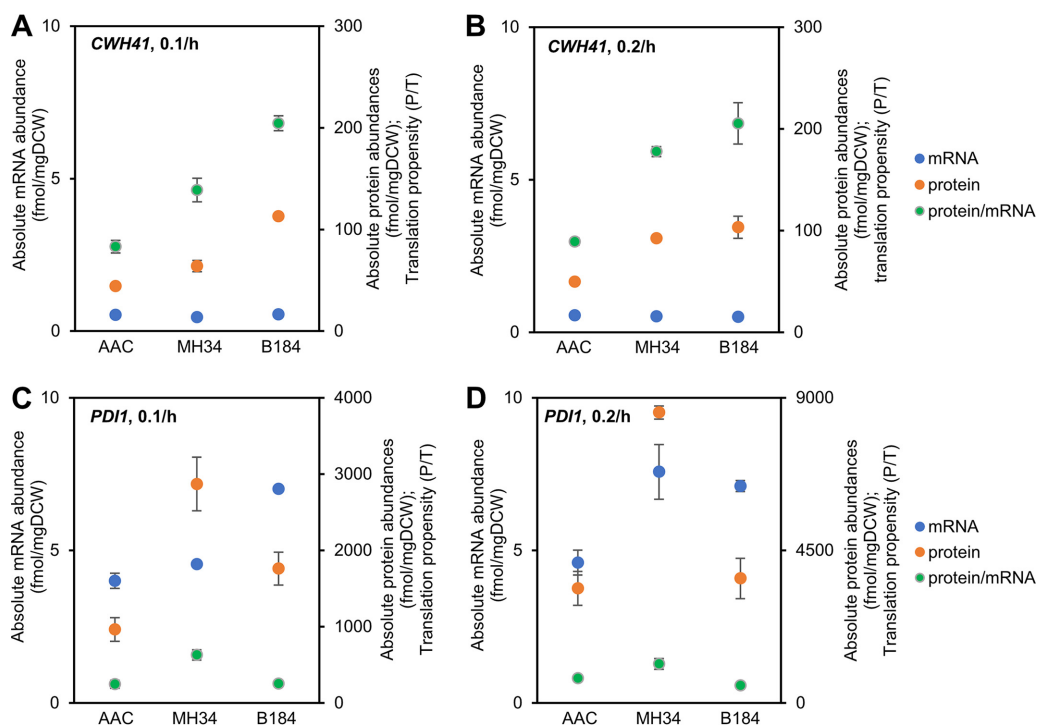 A
CWH41, 0.1/h
Absolute mRNA abundance
(fmol/mgDCW)
10
5
0
300
200
100
0
Absolute protein abundances
(fmol/mgDCW);
Translation propensity (P/T)
AAC
MH34
B184
B
CWH41, 0.2/h
Absolute mRNA abundance
(fmol/mgDCW)
10
5
0
300
200
100
0
Absolute protein abundances
(fmol/mgDCW);
translation propensity (P/T)
AAC
MH34
B184
mRNA
protein
protein/mRNA
C
PDI1, 0.1/h
Absolute mRNA abundance
(fmol/mgDCW)
10
5
0
4000
3000
2000
1000
0
Absolute protein abundances
(fmol/mgDCW);
Translation propensity (P/T)
AAC
MH34
B184
D
PDI1, 0.2/h
Absolute mRNA abundance
(fmol/mgDCW)
10
5
0
9000
4500
0
Absolute protein abundances
(fmol/mgDCW);
Translation propensity (P/T)
AAC
MH34
B184
mRNA
protein
protein/mRNA